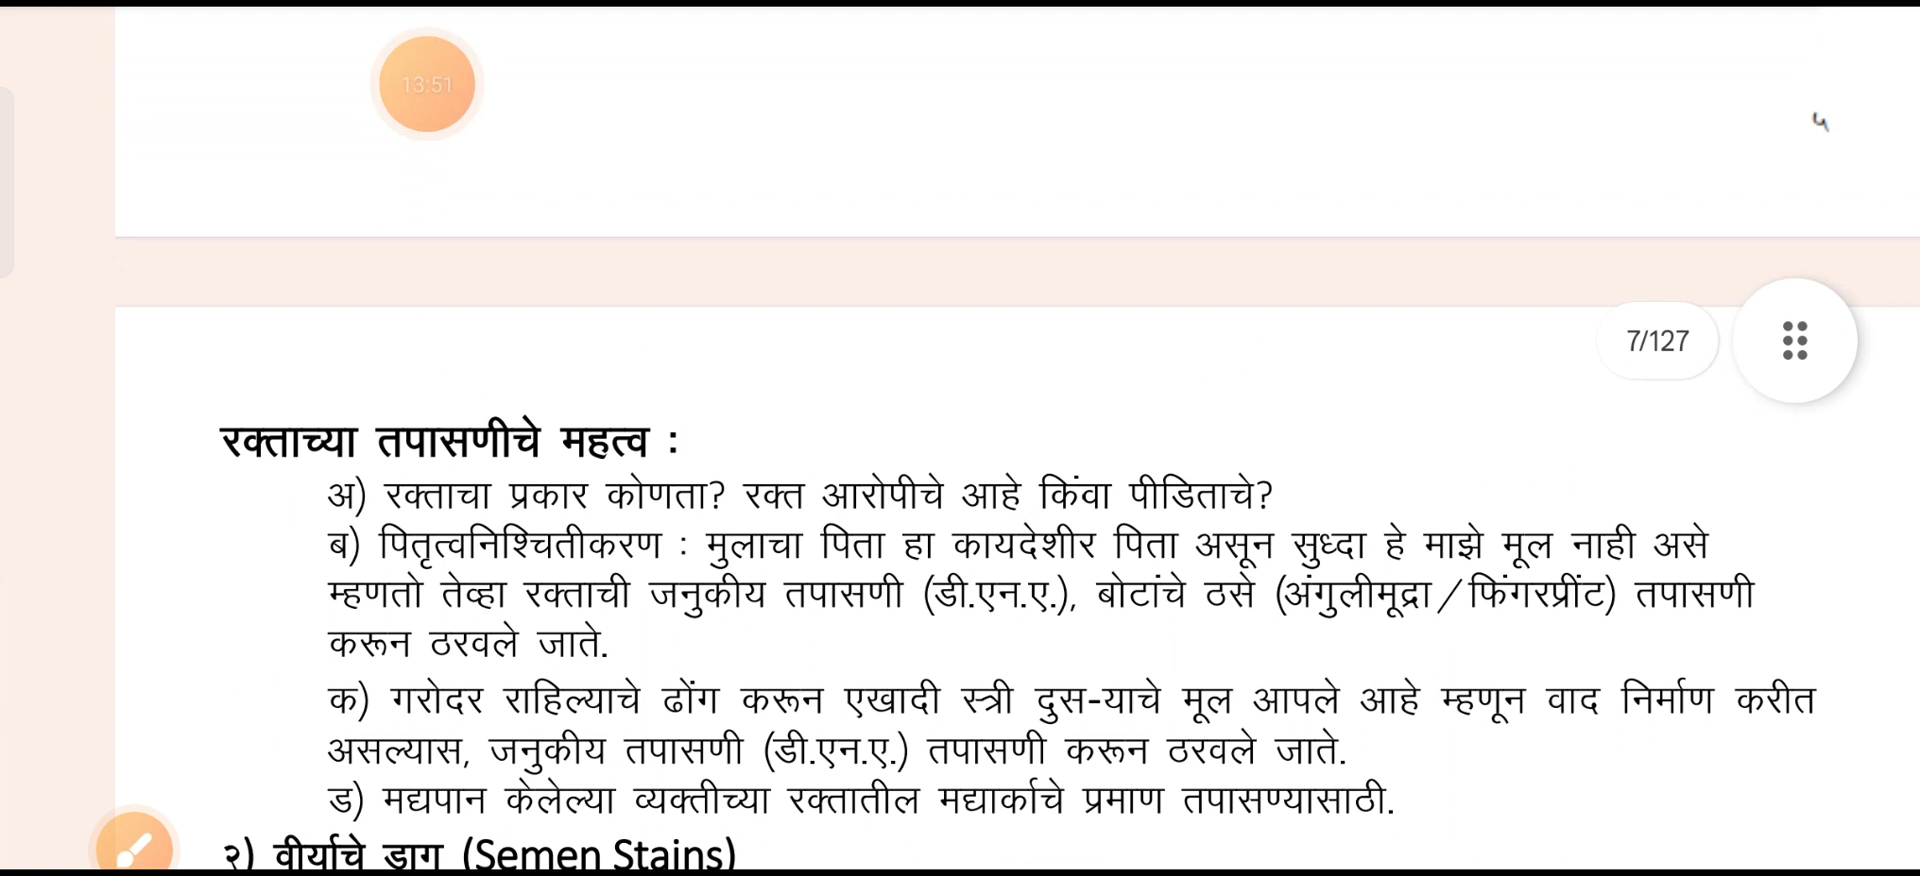 13:51
५
7/127
रक्ताच्या तपासणीचे महत्व :
अ) रक्ताचा प्रकार कोणता? रक्त आरोपीचे आहे किंवा पीडिताचे?
ब) पितृत्वनिश्चितीकरण : मुलाचा पिता हा कायदेशीर पिता असून सुध्दा हे माझे मूल नाही असे
म्हणतो तेव्हा रक्ताची जनुकीय तपासणी (डी.एन.ए.), बोटांचे ठसे (अंगुलीमूद्रा/फिंगरप्रींट) तपासणी
करून ठरवले जाते.
क) गरोदर राहिल्याचे ढोंग करून एखादी स्त्री दुस-याचे मूल आपले आहे म्हणून वाद निर्माण करीत
असल्यास, जनुकीय तपासणी (डी.एन.ए.) तपासणी करून ठरवले जाते.
ड) मद्यपान केलेल्या व्यक्तीच्या रक्तातील मद्यार्काचे प्रमाण तपासण्यासाठी.
२) वीर्याचे डाग (Semen Stains)